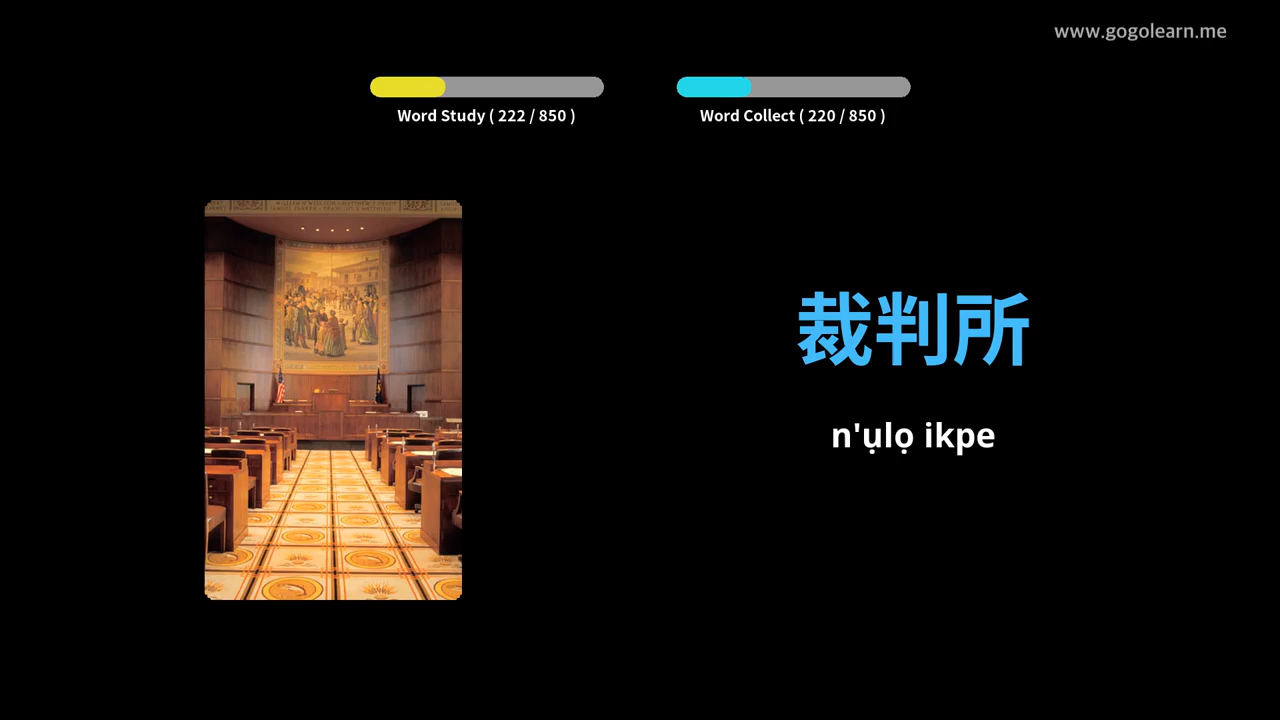 www.gogolearn.me
Word Study ( 222 / 850 )
Word Collect ( 220 / 850 )
裁判所
n'ụlọ ikpe